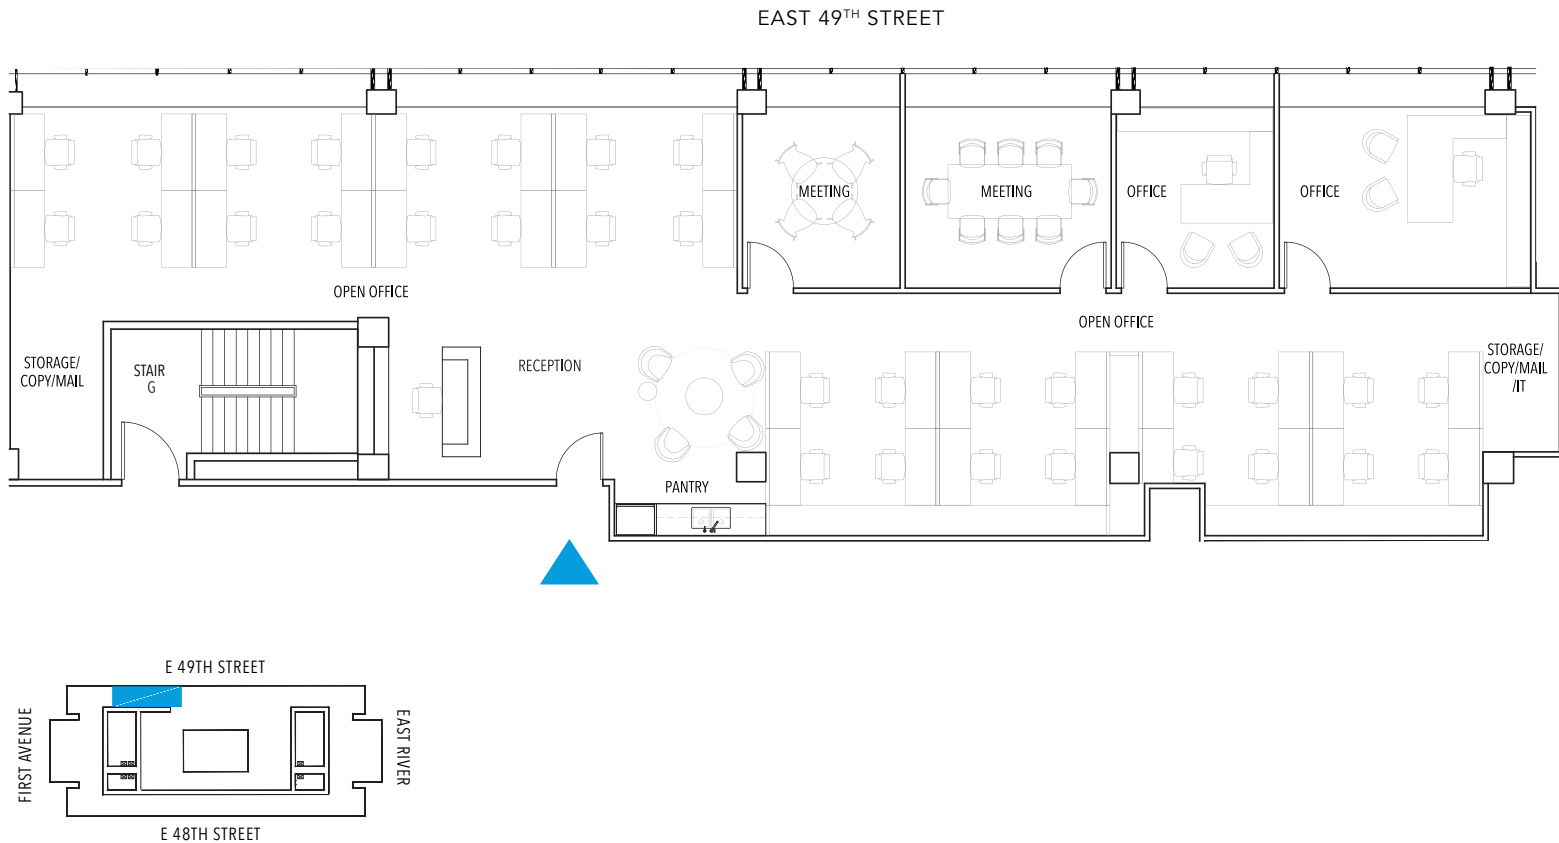 EAST 49TH STREET
MEETING
MEETING
OFFICE
OFFICE
OPEN OFFICE
OPEN OFFICE
STORAGE/
COPY/MAIL
STAIR
G
RECEPTION
STORAGE/
COPY/MAIL
/IT
PANTRY
E 49TH STREET
FIRST AVENUE
EAST RIVER
E 48TH STREET